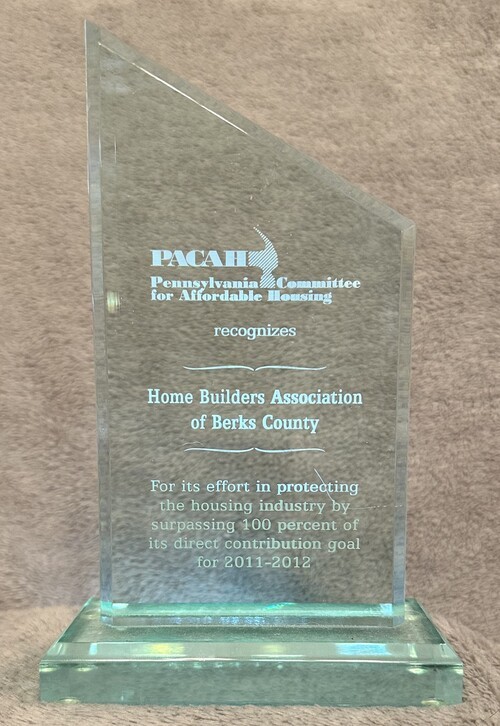 PACAH
Pennsylvania Committee
for Affordable Housing
recognizes
Home Builders Association
of Berks County
For its effort in protecting
the housing industry by
surpassing 100 percent of
its direct contribution goal
for 2011-2012